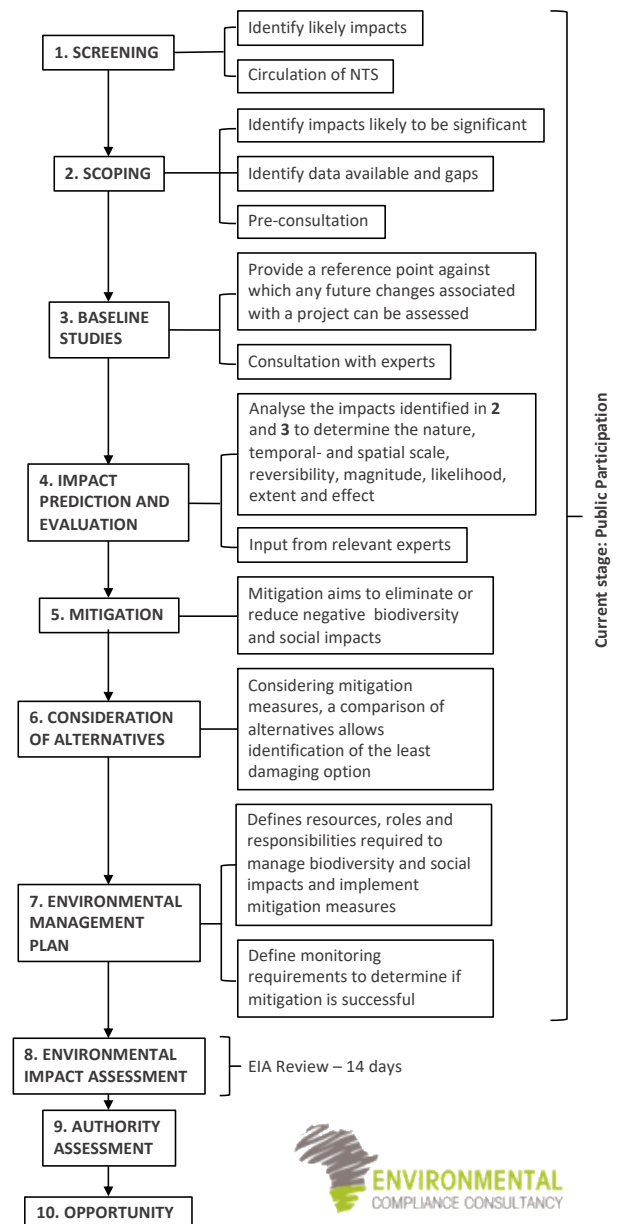 Identify likely impacts
1. SCREENING
Circulation of NTS
Identify impacts likely to be significant
2. SCOPING
Identify data available and gaps
Pre-consultation
Provide a reference point against
which any future changes associated
with a project can be assessed
3. BASELINE
STUDIES
Consultation with experts
Analyse the impacts identified in 2
and 3 to determine the nature,
temporal- and spatial scale,
reversibility, magnitude, likelihood,
extent and effect
4. IMPACT
PREDICTION AND
EVALUATION
Input from relevant experts
5. MITIGATION
Mitigation aims to eliminate or
reduce negative biodiversity
and social impacts
6. CONSIDERATION
OF ALTERNATIVES
Considering mitigation
measures, a comparison of
alternatives allows
identification of the least
damaging option
Defines resources, roles and
responsibilities required to
manage biodiversity and social
impacts and implement
mitigation measures
7. ENVIRONMENTAL
MANAGEMENT
PLAN
Define monitoring
requirements to determine if
mitigation is successful
Current stage: Public Participation
8. ENVIRONMENTAL
IMPACT ASSESSMENT
EIA Review – 14 days
9. AUTHORITY
ASSESSMENT
10. OPPORTUNITY
ENVIRONMENTAL
COMPLIANCE CONSULTANCY